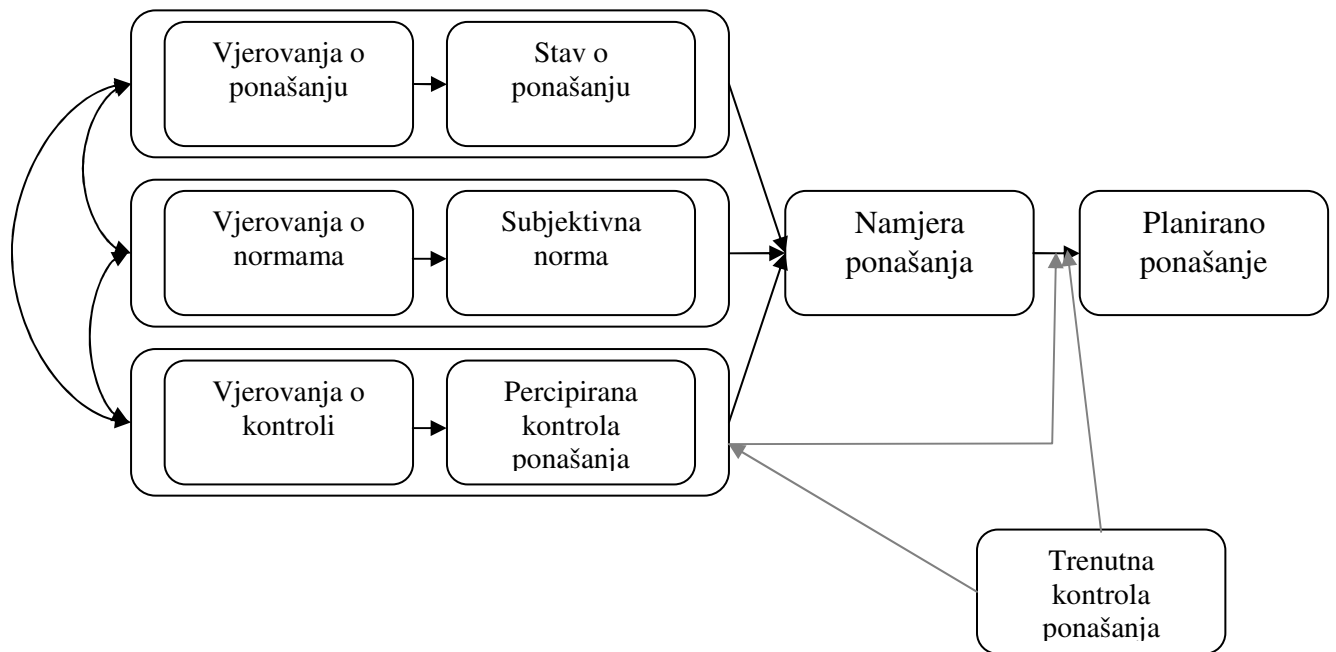 Vjerovanja o
ponašanju
Stav o
ponašanju
Vjerovanja o
normama
Subjektivna
norma
Namjera
ponašanja
Planirano
ponašanje
Vjerovanja o
kontroli
Percipirana
kontrola
ponašanja
Trenutna
kontrola
ponašanja